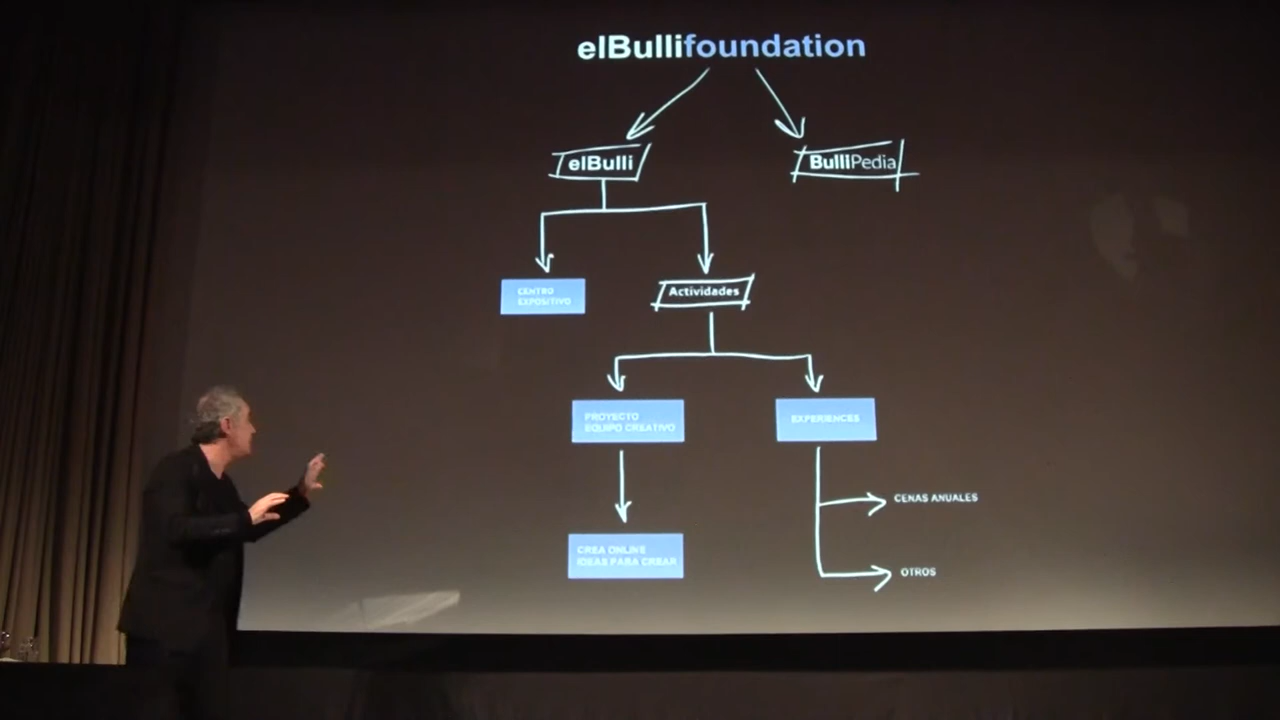 elBullifoundation
elBulli
BulliPedia
CENTRO
EXPOSITIVO
Actividades
PROYECTO
EQUIPO CREATIVO
EXPERIENCES
CENAS ANUALES
CREA ONLINE
IDEAS PARA CREAR
OTROS